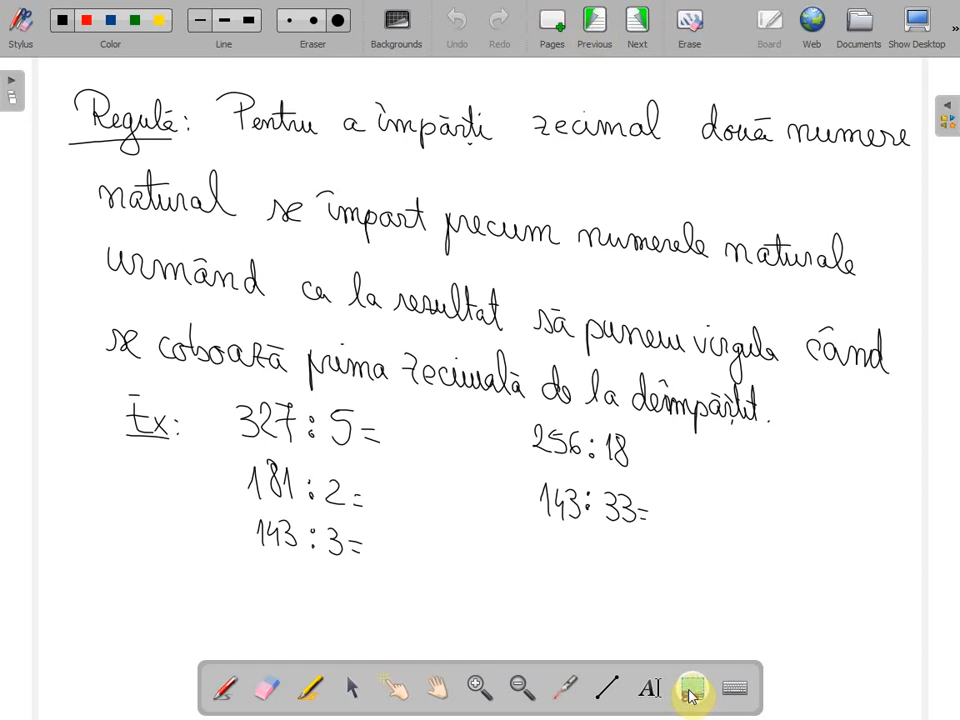 Stylus Color Line Eraser Backgrounds Undo Redo Pages Previous Next Erase Board Web Documents Show Desktop »
Regulă: Pentru a împărți zecimal două numere
natural se împart precum numerele naturale
urmând ca la resultat să punem virgula când
se coboară prima zecimală de la deîmpărțit.
Ex: 327:5=
181:2=
143:3=
256:18
143:33=
AI